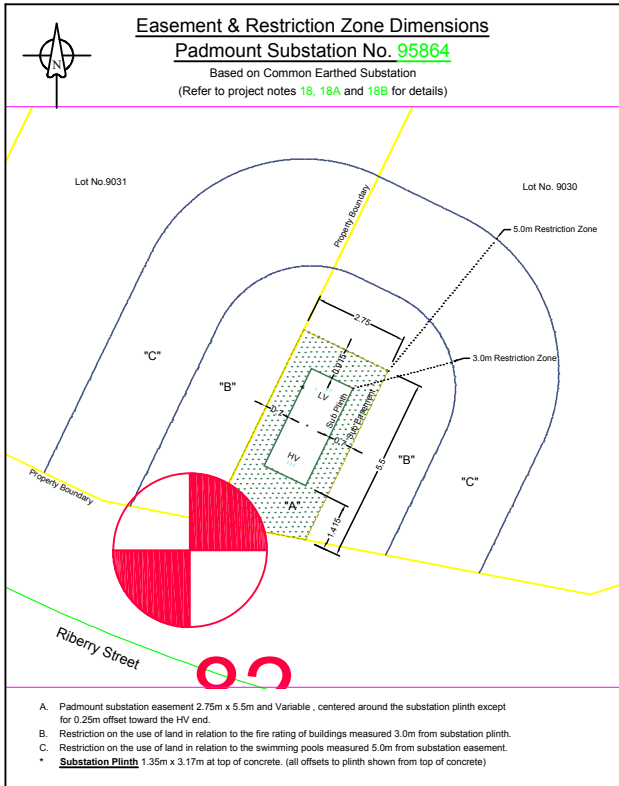 Easement & Restriction Zone Dimensions
Padmount Substation No. 95864
Based on Common Earthed Substation
(Refer to project notes 18, 18A and 18B for details)
N
Lot No.9031
Lot No. 9030
Property Boundary
5.0m Restriction Zone
2.75
3.0m Restriction Zone
0.915
"C"
"B"
LV
Sub Plinth
Sub Easement
0.7
0.7
HV
5.5
"B"
"C"
"A"
1.415
Property Boundary
Riberry Street
A. Padmount substation easement 2.75m x 5.5m and Variable , centered around the substation plinth except
for 0.25m offset toward the HV end.
B. Restriction on the use of land in relation to the fire rating of buildings measured 3.0m from substation plinth.
C. Restriction on the use of land in relation to the swimming pools measured 5.0m from substation easement.
* Substation Plinth 1.35m x 3.17m at top of concrete. (all offsets to plinth shown from top of concrete)